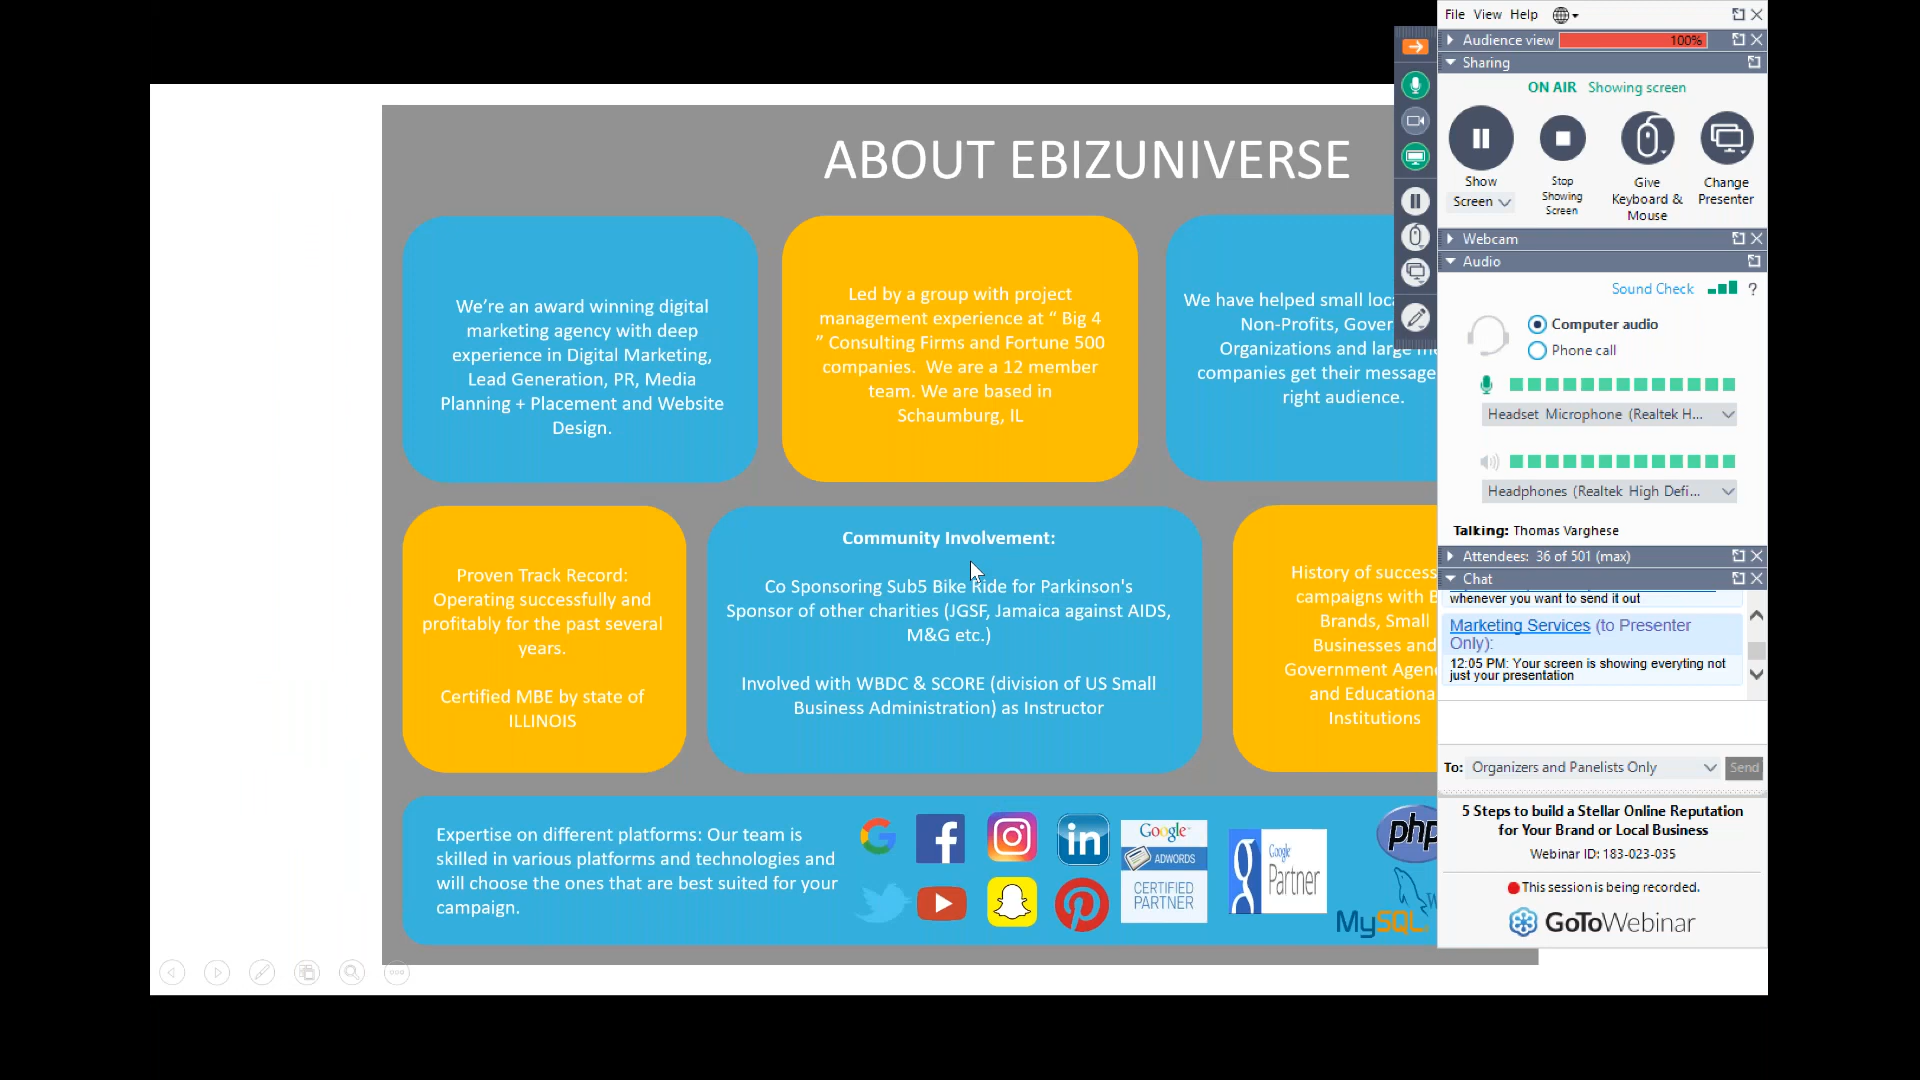 ABOUT EBIZUNIVERSE
We're an award winning digital
marketing agency with deep
experience in Digital Marketing,
Lead Generation, PR, Media
Planning + Placement and Website
Design.
Led by a group with project
management experience at “ Big 4
” Consulting Firms and Fortune 500
companies.  We are a 12 member
team. We are based in
Schaumburg, IL
We have helped small
Non-Profits,
Organizations and
companies get their message
right audience.
Proven Track Record:
Operating successfully and
profitably for the past several
years.
Certified MBE by state of
ILLINOIS
Community Involvement:
Co Sponsoring Sub5 Bike Ride for Parkinson's
Sponsor of other charities (JGSF, Jamaica against AIDS,
M&G etc.)
Involved with WBDC & SCORE (division of US Small
Business Administration) as Instructor
History of success
campaigns with
Brands, Small
Businesses and
Government
and
Institutions
Expertise on different platforms: Our team is
skilled in various platforms and technologies and
will choose the ones that are best suited for your
campaign.
in
Google
ADWORDS
CERTIFIED
PARTNER
Google
Partner
php
MySQL
File View Help
Audience view 100%
Sharing
ON AIR Showing screen
Show
Screen
Stop
Showing
Screen
Give
Keyboard &
Mouse
Change
Presenter
Webcam
Audio
Sound Check ?
Computer audio
Phone call
Headset Microphone (Realtek H...
Headphones (Realtek High Defi...
Talking: Thomas Varghese
Attendees: 36 of 501 (max)
Chat
whenever you want to send it out
Marketing Services (to Presenter
Only):
12:05 PM: Your screen is showing everyting not
just your presentation
To: Organizers and Panelists Only Send
5 Steps to build a Stellar Online Reputation
for Your Brand or Local Business
Webinar ID: 183-023-035
This session is being recorded.
GoToWebinar